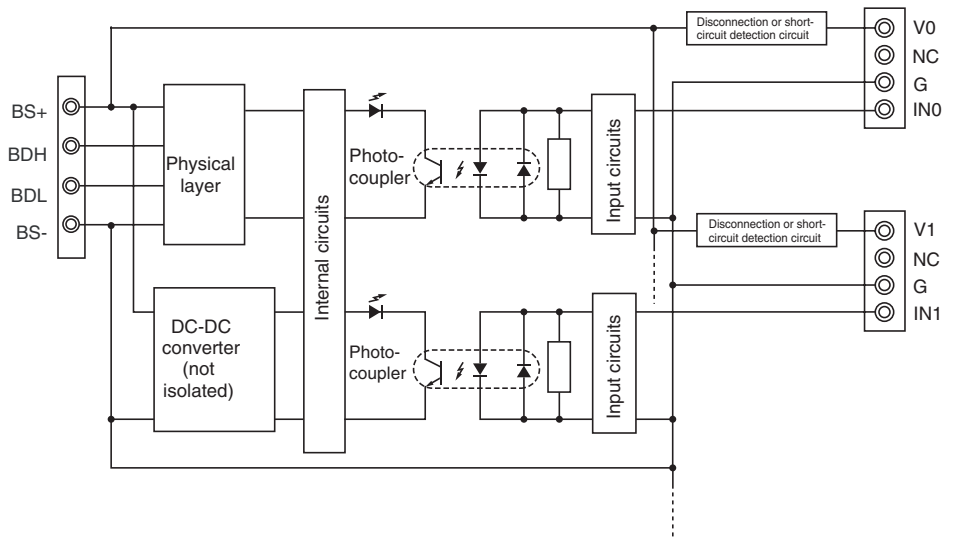 Disconnection or short-
circuit detection circuit
V0
NC
G
IN0
BS+
BDH
BDL
BS-
Physical
layer
Internal circuits
Photo-
coupler
Input circuits
Disconnection or short-
circuit detection circuit
V1
NC
G
IN1
DC-DC
converter
(not
isolated)
Photo-
coupler
Input circuits